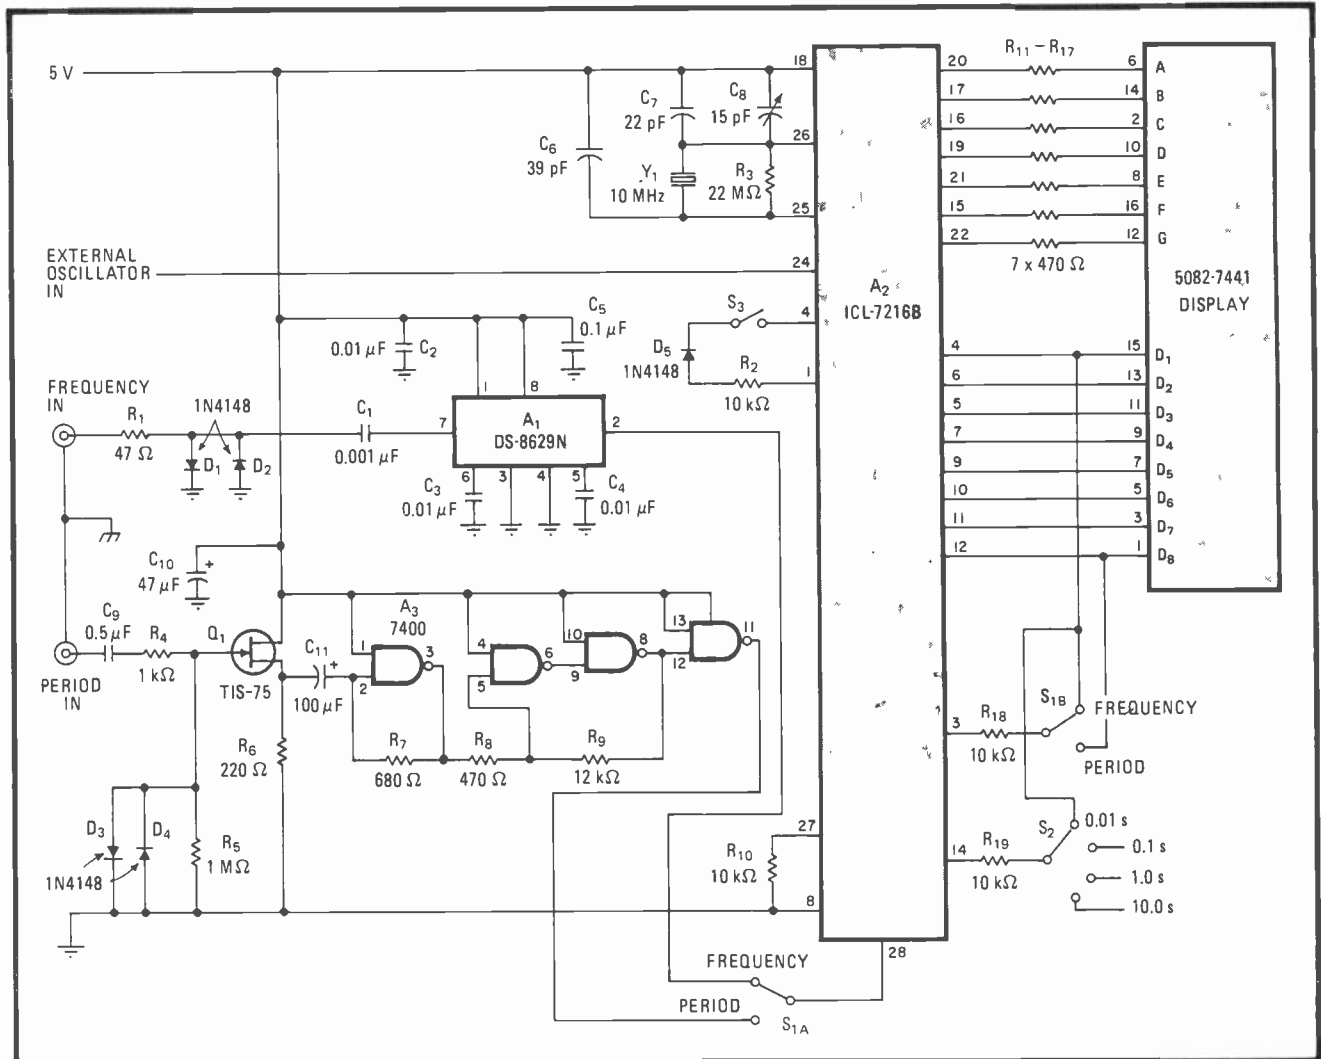 5 V
C6
39 pF
C7
22 pF
C8
15 pF
Y1
10 MHz
R3
22 MΩ
18
26
25
24
4
1
EXTERNAL
OSCILLATOR
IN
A2
ICL-7216B
20
17
16
19
21
15
22
R11 – R17
7 x 470 Ω
6
14
2
10
8
16
12
A
B
C
D
E
F
G
5082-7441
DISPLAY
S3
D5
1N4148
R2
10 kΩ
0.01 µF
C2
C5
0.1 µF
FREQUENCY
IN
R1
47 Ω
1N4148
D1
D2
C1
0.001 µF
7
1
8
A1
DS-8629N
2
6
3
4
5
C3
0.01 µF
C4
0.01 µF
4
6
5
7
9
10
11
12
15
13
11
9
7
5
3
1
D1
D2
D3
D4
D5
D6
D7
D8
C10
47 µF
+
C9
0.5 µF
R4
1 kΩ
Q1
TIS-75
PERIOD
IN
C11
+
100 µF
A3
7400
1
2
3
4
5
6
10
9
8
13
12
11
R6
220 Ω
R7
680 Ω
R8
470 Ω
R9
12 kΩ
D3
D4
1N4148
R5
1 MΩ
R10
10 kΩ
27
8
28
3
R18
10 kΩ
S1B
FREQUENCY
PERIOD
14
R19
10 kΩ
S2
0.01 s
0.1 s
1.0 s
10.0 s
FREQUENCY
PERIOD
S1A